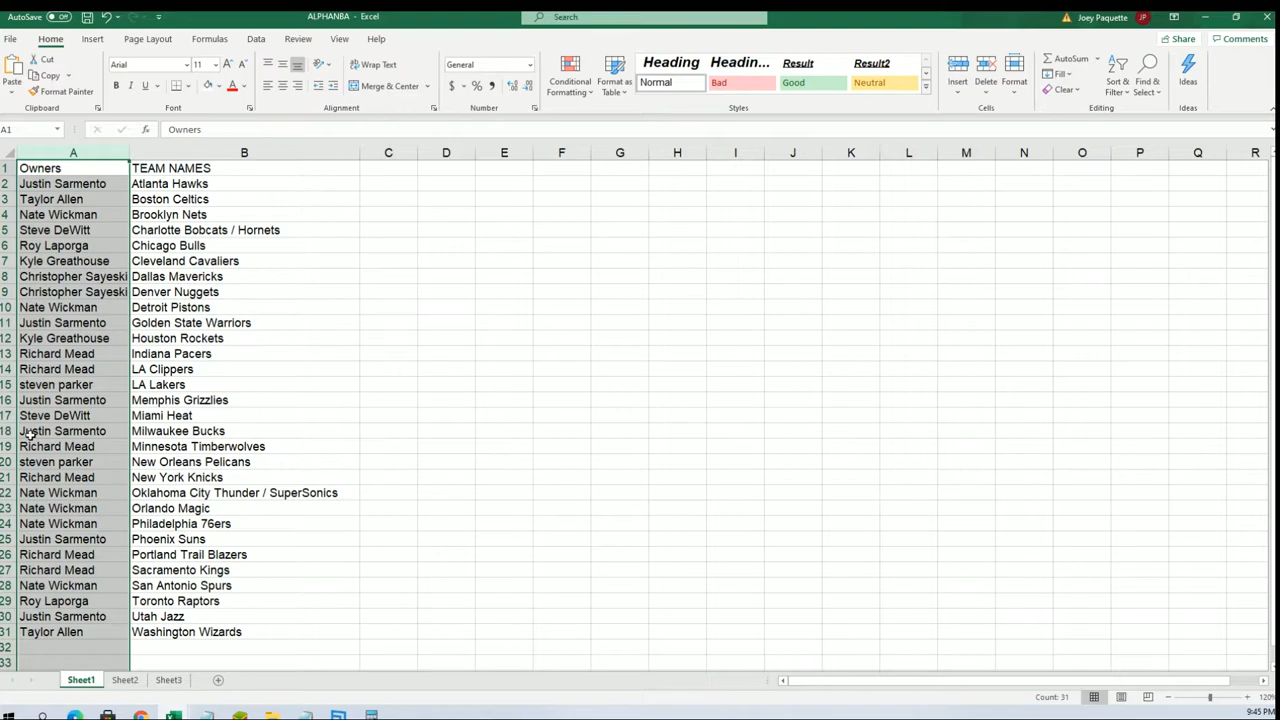 AutoSave Off ALPHANBA - Excel Search Joey Paquette JP
File Home Insert Page Layout Formulas Data Review View Help Share Comments
Paste Cut Copy Format Painter Clipboard
Arial 11 A A B I U A Font
Wrap Text Merge & Center Alignment
General $ % , Number
Conditional Formatting Format as Table
Heading Headin... Result Result2
Normal Bad Good Neutral
Styles
Insert Delete Format Cells
AutoSum Fill Clear Sort & Filter Find & Select Editing
Ideas Ideas
A1 fx Owners
A B C D E F G H I J K L M N O P Q R
1 Owners TEAM NAMES
2 Justin Sarmento Atlanta Hawks
3 Taylor Allen Boston Celtics
4 Nate Wickman Brooklyn Nets
5 Steve DeWitt Charlotte Bobcats / Hornets
6 Roy Laporga Chicago Bulls
7 Kyle Greathouse Cleveland Cavaliers
8 Christopher Sayeski Dallas Mavericks
9 Christopher Sayeski Denver Nuggets
10 Nate Wickman Detroit Pistons
11 Justin Sarmento Golden State Warriors
12 Kyle Greathouse Houston Rockets
13 Richard Mead Indiana Pacers
14 Richard Mead LA Clippers
15 steven parker LA Lakers
16 Justin Sarmento Memphis Grizzlies
17 Steve DeWitt Miami Heat
18 Justin Sarmento Milwaukee Bucks
19 Richard Mead Minnesota Timberwolves
20 steven parker New Orleans Pelicans
21 Richard Mead New York Knicks
22 Nate Wickman Oklahoma City Thunder / SuperSonics
23 Nate Wickman Orlando Magic
24 Nate Wickman Philadelphia 76ers
25 Justin Sarmento Phoenix Suns
26 Richard Mead Portland Trail Blazers
27 Richard Mead Sacramento Kings
28 Nate Wickman San Antonio Spurs
29 Roy Laporga Toronto Raptors
30 Justin Sarmento Utah Jazz
31 Taylor Allen Washington Wizards
32
33
Sheet1 Sheet2 Sheet3
Count: 31 120%
9:45 PM